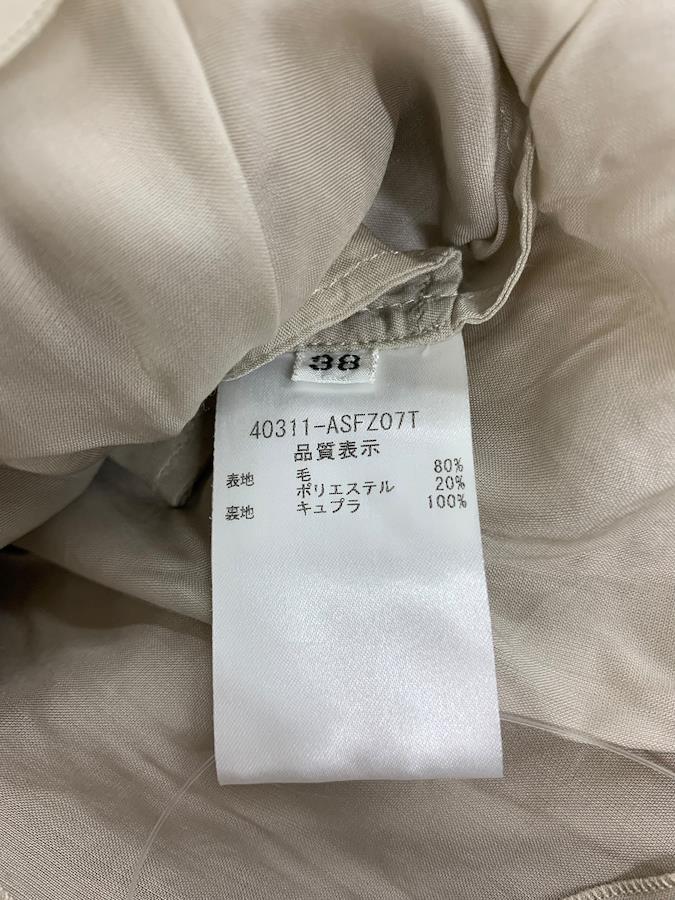 38
40311-ASFZ07T
品質表示
表地 毛 80%
ポリエステル 20%
裏地 キュプラ 100%